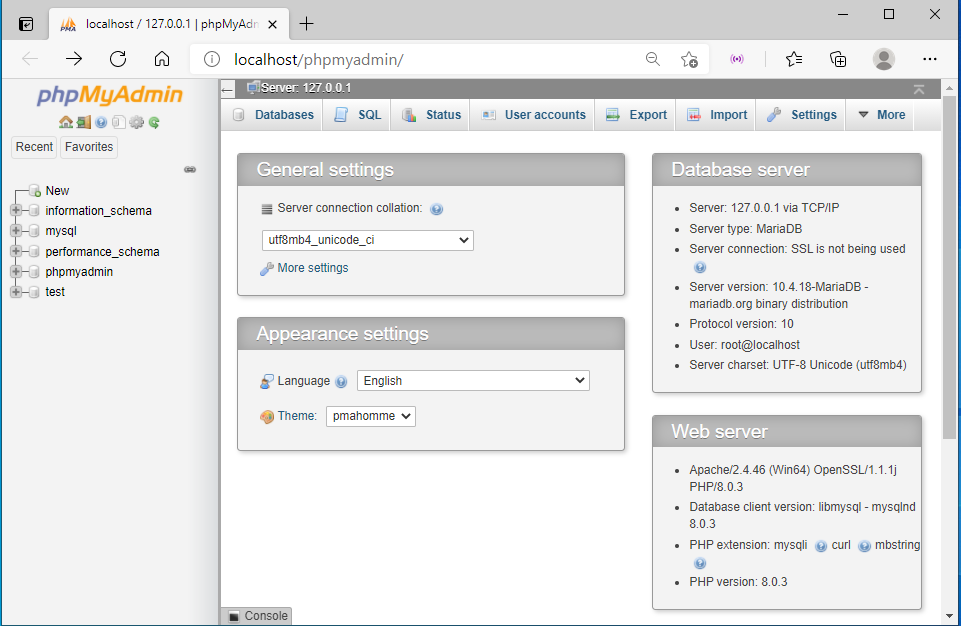 localhost / 127.0.0.1 | phpMyAdn
localhost/phpmyadmin/
phpMyAdmin
Recent Favorites
New
information_schema
mysql
performance_schema
phpmyadmin
test
Server: 127.0.0.1
Databases SQL Status User accounts Export Import Settings More
General settings
Server connection collation:
utf8mb4_unicode_ci
More settings
Appearance settings
Language English
Theme: pmahomme
Database server
Server: 127.0.0.1 via TCP/IP
Server type: MariaDB
Server connection: SSL is not being used
Server version: 10.4.18-MariaDB -
mariadb.org binary distribution
Protocol version: 10
User: root@localhost
Server charset: UTF-8 Unicode (utf8mb4)
Web server
Apache/2.4.46 (Win64) OpenSSL/1.1.1j
PHP/8.0.3
Database client version: libmysql - mysqlnd
8.0.3
PHP extension: mysqli curl mbstring
PHP version: 8.0.3
Console